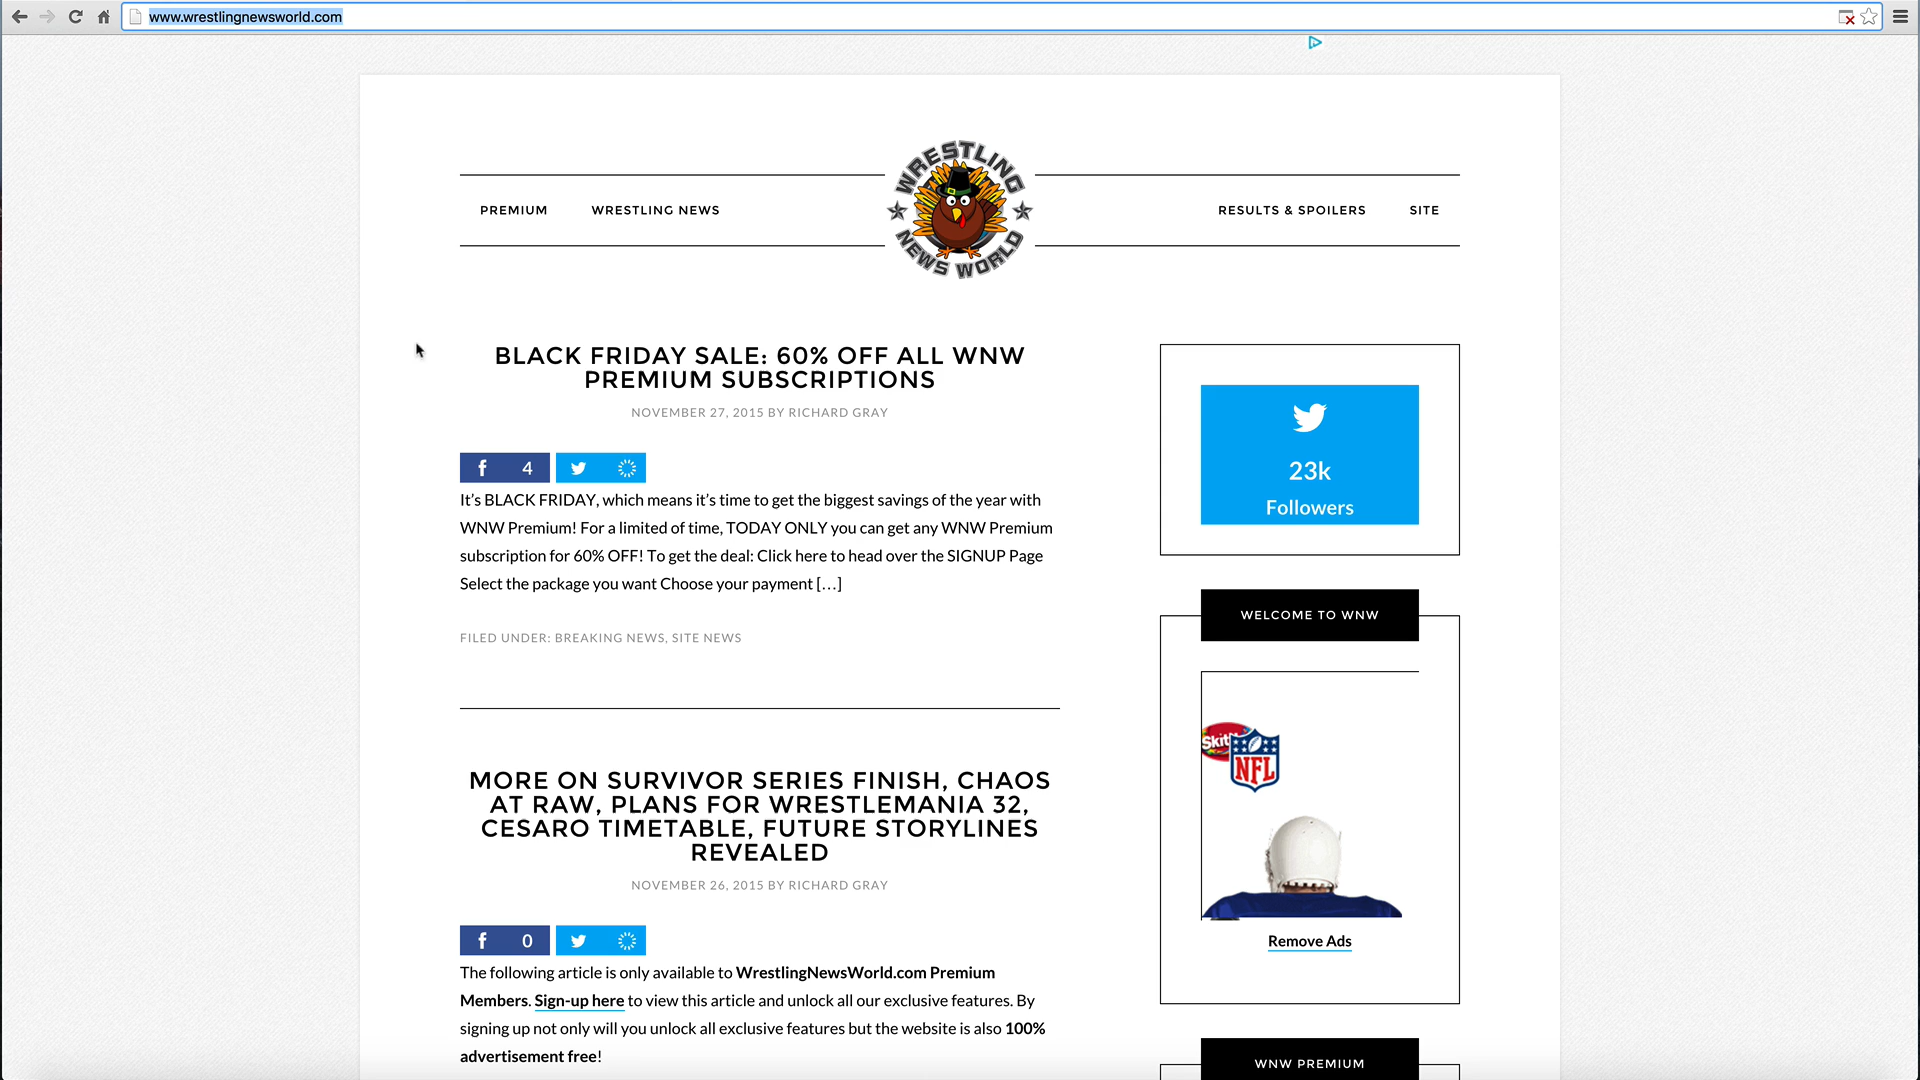 www.wrestlingnewsworld.com
WRESTLING
NEWS WORLD
PREMIUM
WRESTLING NEWS
RESULTS & SPOILERS
SITE
BLACK FRIDAY SALE: 60% OFF ALL WNW
PREMIUM SUBSCRIPTIONS
NOVEMBER 27, 2015 BY RICHARD GRAY
4
It’s BLACK FRIDAY, which means it’s time to get the biggest savings of the year with
WNW Premium! For a limited of time, TODAY ONLY you can get any WNW Premium
subscription for 60% OFF! To get the deal: Click here to head over the SIGNUP Page
Select the package you want Choose your payment […]
FILED UNDER: BREAKING NEWS, SITE NEWS
MORE ON SURVIVOR SERIES FINISH, CHAOS
AT RAW, PLANS FOR WRESTLEMANIA 32,
CESARO TIMETABLE, FUTURE STORYLINES
REVEALED
NOVEMBER 26, 2015 BY RICHARD GRAY
0
The following article is only available to WrestlingNewsWorld.com Premium
Members. Sign-up here to view this article and unlock all our exclusive features. By
signing up not only will you unlock all exclusive features but the website is also 100%
advertisement free!
23k
Followers
WELCOME TO WNW
NFL
Remove Ads
WNW PREMIUM